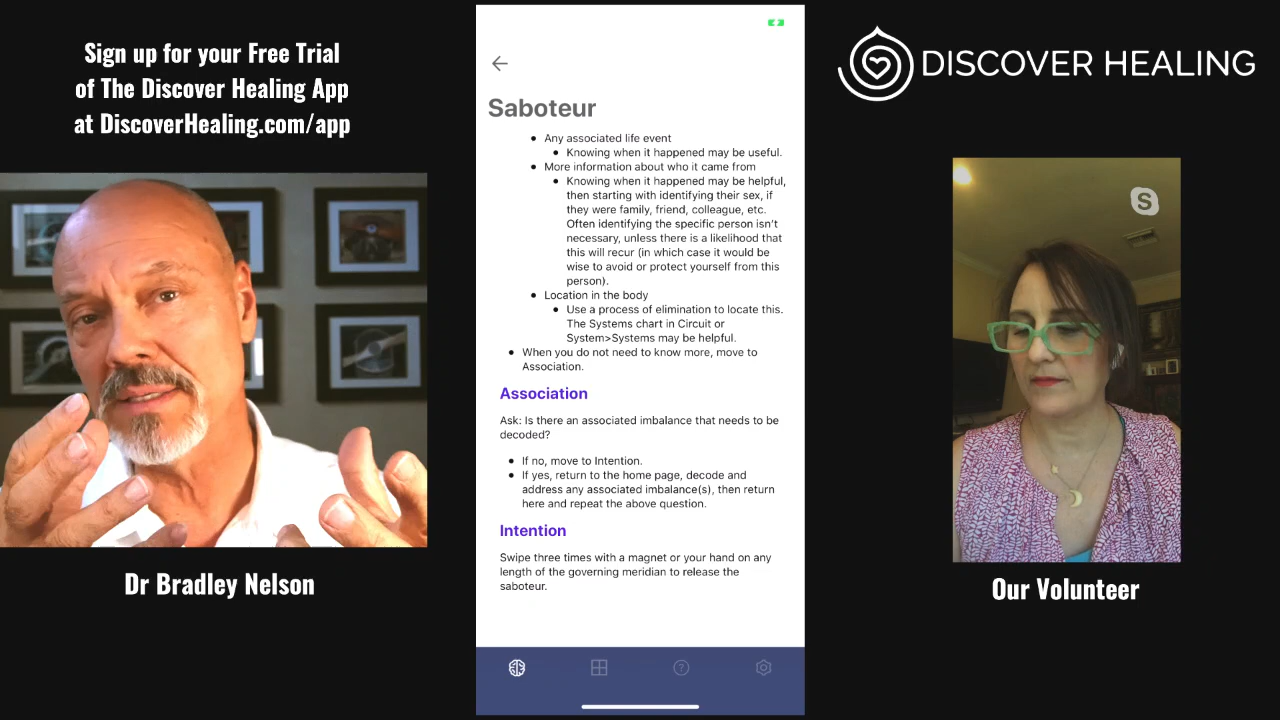 Sign up for your Free Trial
of The Discover Healing App
at DiscoverHealing.com/app
Dr Bradley Nelson
Saboteur
Any associated life event
Knowing when it happened may be useful.
More information about who it came from
Knowing when it happened may be helpful,
then starting with identifying their sex, if
they were family, friend, colleague, etc.
Often identifying the specific person isn't
necessary, unless there is a likelihood that
this will recur (in which case it would be
wise to avoid or protect yourself from this
person).
Location in the body
Use a process of elimination to locate this.
The Systems chart in Circuit or
System>Systems may be helpful.
When you do not need to know more, move to
Association.
Association
Ask: Is there an associated imbalance that needs to be
decoded?
If no, move to Intention.
If yes, return to the home page, decode and
address any associated imbalance(s), then return
here and repeat the above question.
Intention
Swipe three times with a magnet or your hand on any
length of the governing meridian to release the
saboteur.
?
DISCOVER HEALING
S
Our Volunteer